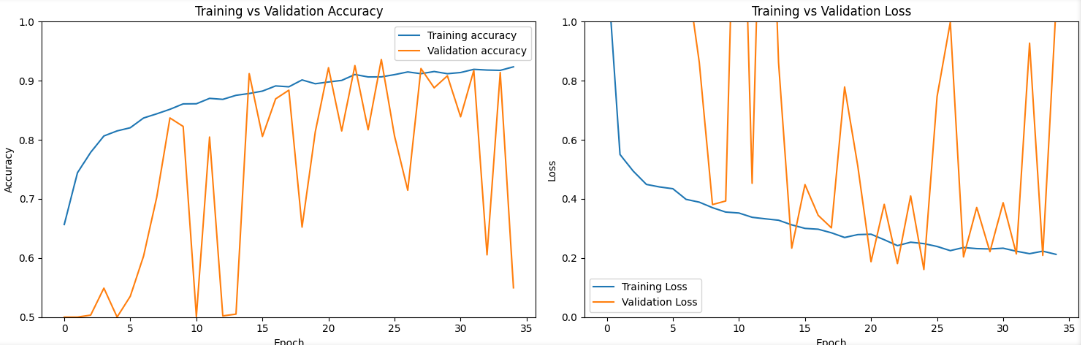 Training vs Validation Accuracy
1.0
0.9
0.8
0.7
0.6
0.5
Accuracy
Training accuracy
Validation accuracy
0 5 10 15 20 25 30 35
Epoch
Training vs Validation Loss
1.0
0.8
0.6
0.4
0.2
0.0
Loss
Training Loss
Validation Loss
0 5 10 15 20 25 30 35
Epoch